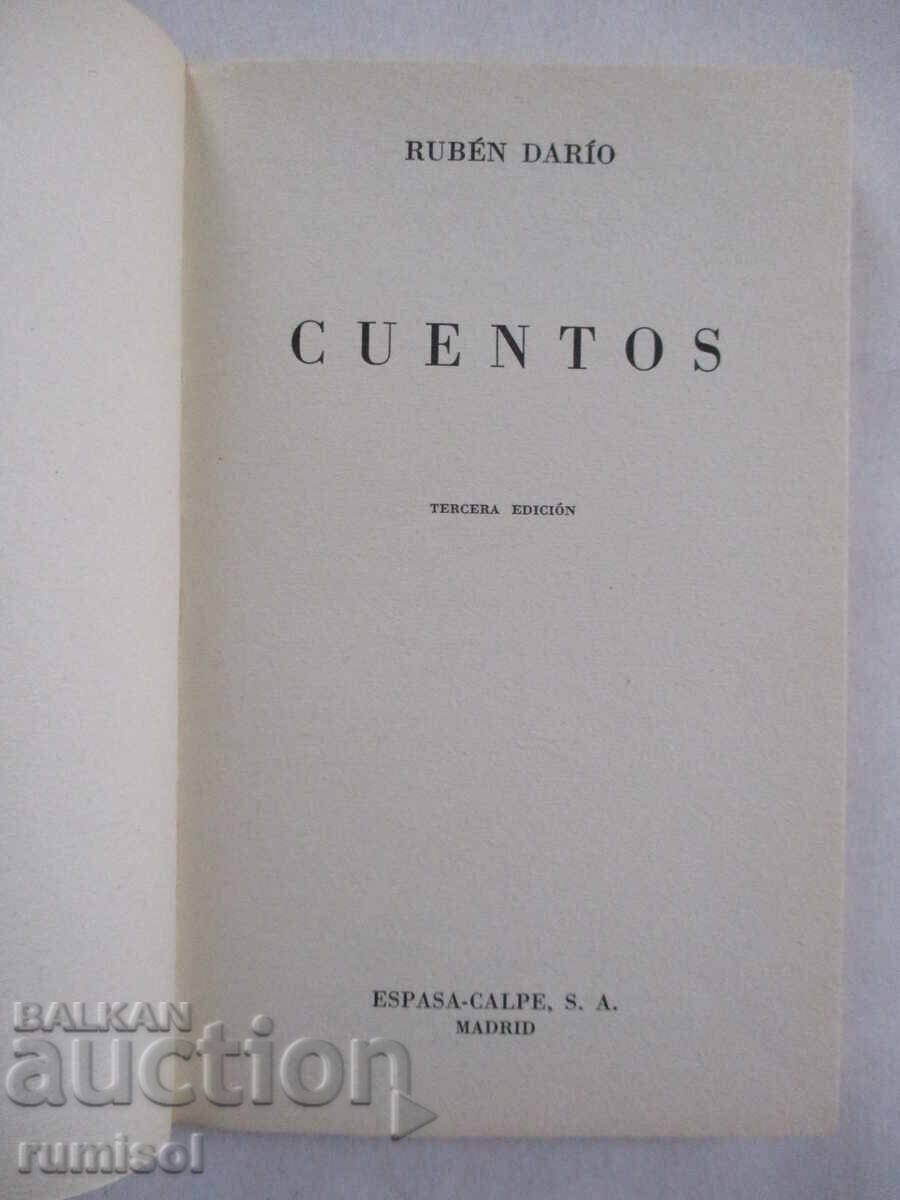 RUBÉN DARÍO
CUENTOS
TERCERA EDICIÓN
ESPASA-CALPE, S. A.
MADRID
BALKAN
auction
rumisol